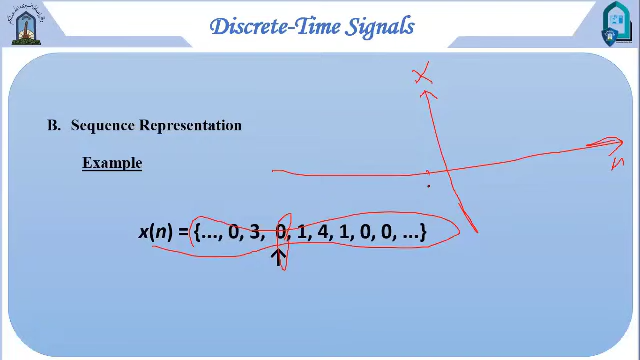 Discrete-Time Signals
x
B. Sequence Representation
n
Example
x(n) = {..., 0, 3, 0, 1, 4, 1, 0, 0, ...}
↑